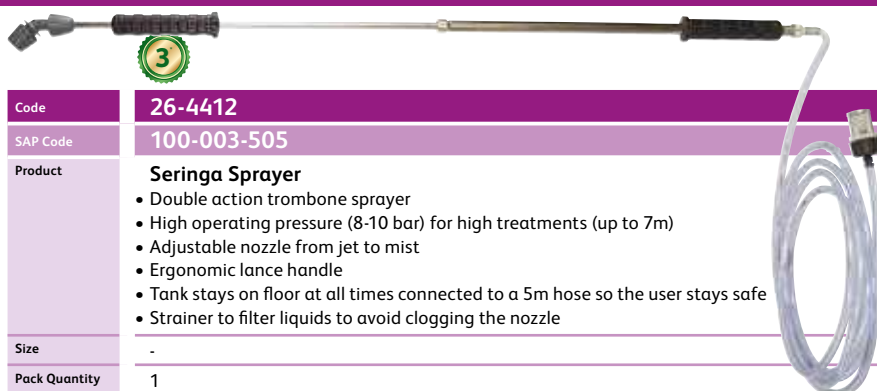 3
Code 26-4412
SAP Code 100-003-505
Product Seringa Sprayer
• Double action trombone sprayer
• High operating pressure (8-10 bar) for high treatments (up to 7m)
• Adjustable nozzle from jet to mist
• Ergonomic lance handle
• Tank stays on floor at all times connected to a 5m hose so the user stays safe
• Strainer to filter liquids to avoid clogging the nozzle
Size -
Pack Quantity 1